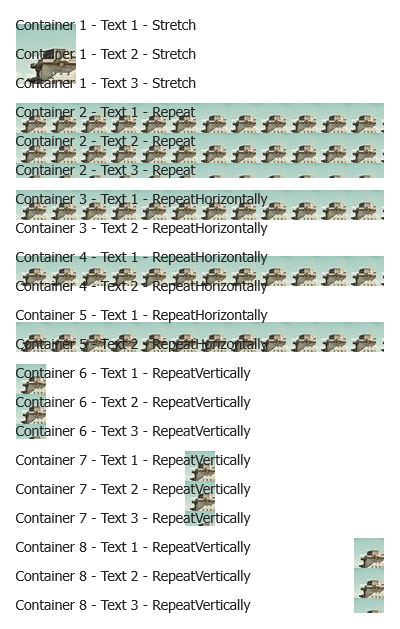 Container 1 - Text 1 - Stretch
Container 1 - Text 2 - Stretch
Container 1 - Text 3 - Stretch
Container 2 - Text 1 - Repeat
Container 2 - Text 2 - Repeat
Container 2 - Text 3 - Repeat
Container 3 - Text 1 - RepeatHorizontally
Container 3 - Text 2 - RepeatHorizontally
Container 4 - Text 1 - RepeatHorizontally
Container 4 - Text 2 - RepeatHorizontally
Container 5 - Text 1 - RepeatHorizontally
Container 5 - Text 2 - RepeatHorizontally
Container 6 - Text 1 - RepeatVertically
Container 6 - Text 2 - RepeatVertically
Container 6 - Text 3 - RepeatVertically
Container 7 - Text 1 - RepeatVertically
Container 7 - Text 2 - RepeatVertically
Container 7 - Text 3 - RepeatVertically
Container 8 - Text 1 - RepeatVertically
Container 8 - Text 2 - RepeatVertically
Container 8 - Text 3 - RepeatVertically